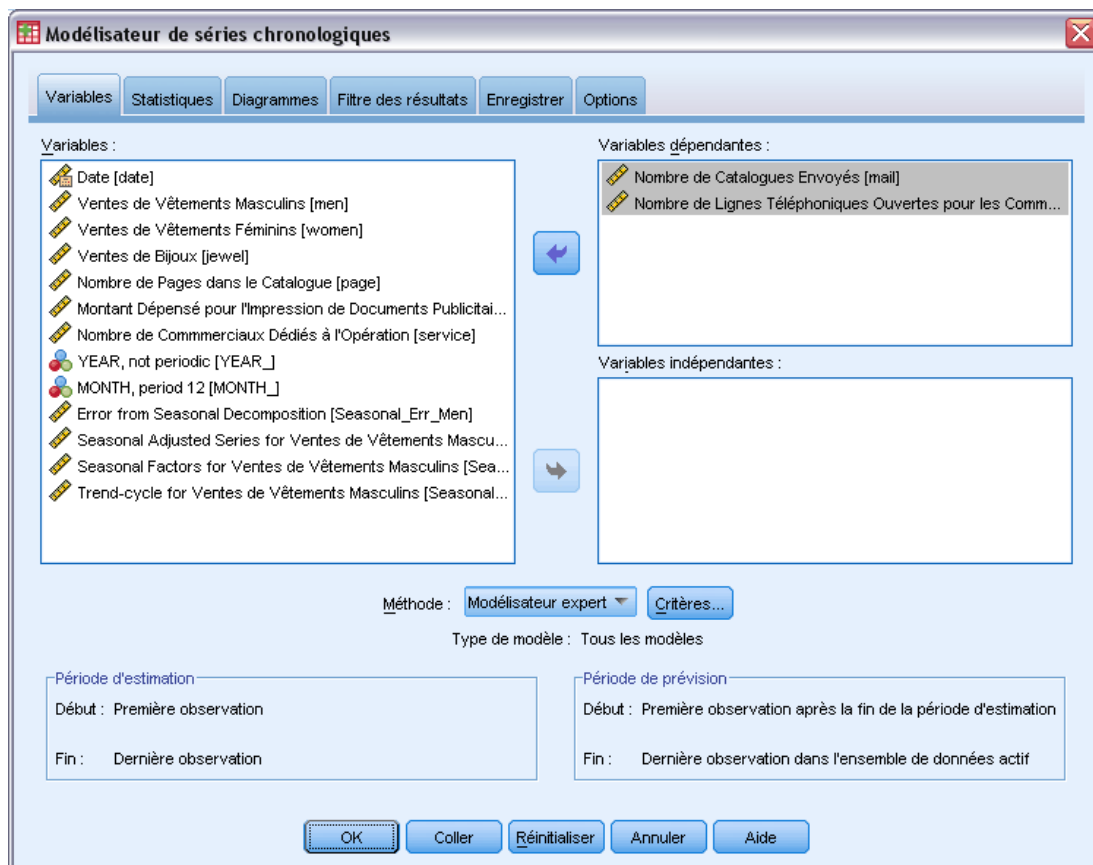 Modélisateur de séries chronologiques
Variables Statistiques Diagrammes Filtre des résultats Enregistrer Options
Variables :
Date [date]
Ventes de Vêtements Masculins [men]
Ventes de Vêtements Féminins [women]
Ventes de Bijoux [jewel]
Nombre de Pages dans le Catalogue [page]
Montant Dépensé pour l'Impression de Documents Publicitai...
Nombre de Commmerciaux Dédiés à l'Opération [service]
YEAR, not periodic [YEAR_]
MONTH, period 12 [MONTH_]
Error from Seasonal Decomposition [Seasonal_Err_Men]
Seasonal Adjusted Series for Ventes de Vêtements Mascu...
Seasonal Factors for Ventes de Vêtements Masculins [Sea...
Trend-cycle for Ventes de Vêtements Masculins [Seasonal...
Variables dépendantes :
Nombre de Catalogues Envoyés [mail]
Nombre de Lignes Téléphoniques Ouvertes pour les Comm...
Variables indépendantes :
Méthode : Modélisateur expert Critères...
Type de modèle : Tous les modèles
Période d'estimation
Début : Première observation
Fin : Dernière observation
Période de prévision
Début : Première observation après la fin de la période d'estimation
Fin : Dernière observation dans l'ensemble de données actif
OK Coller Réinitialiser Annuler Aide